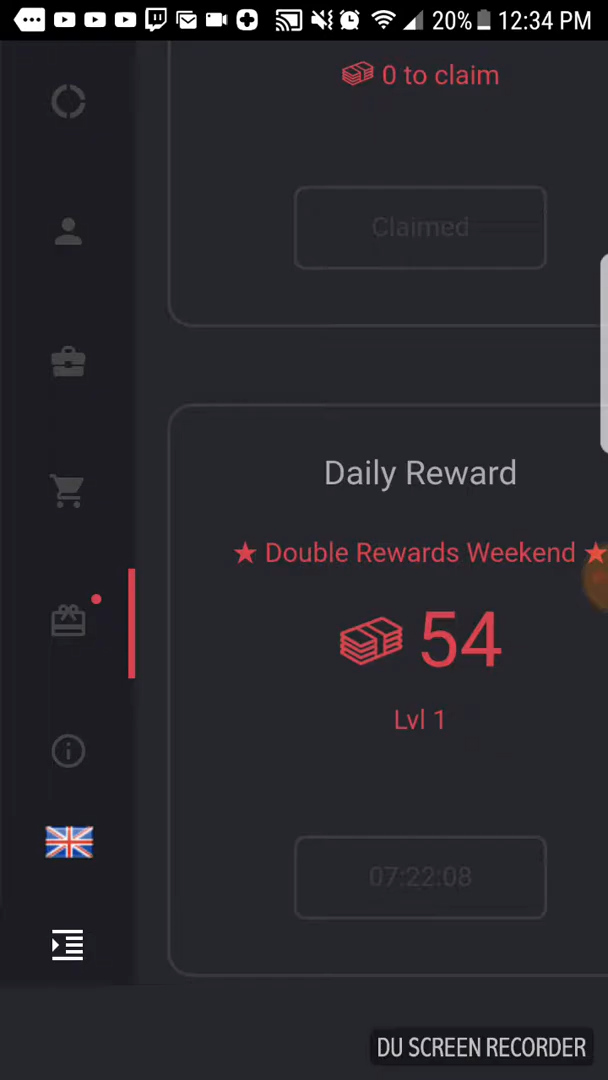 20% 12:34 PM
0 to claim
Claimed
Daily Reward
★ Double Rewards Weekend ★
54
Lvl 1
07:22:08
DU SCREEN RECORDER